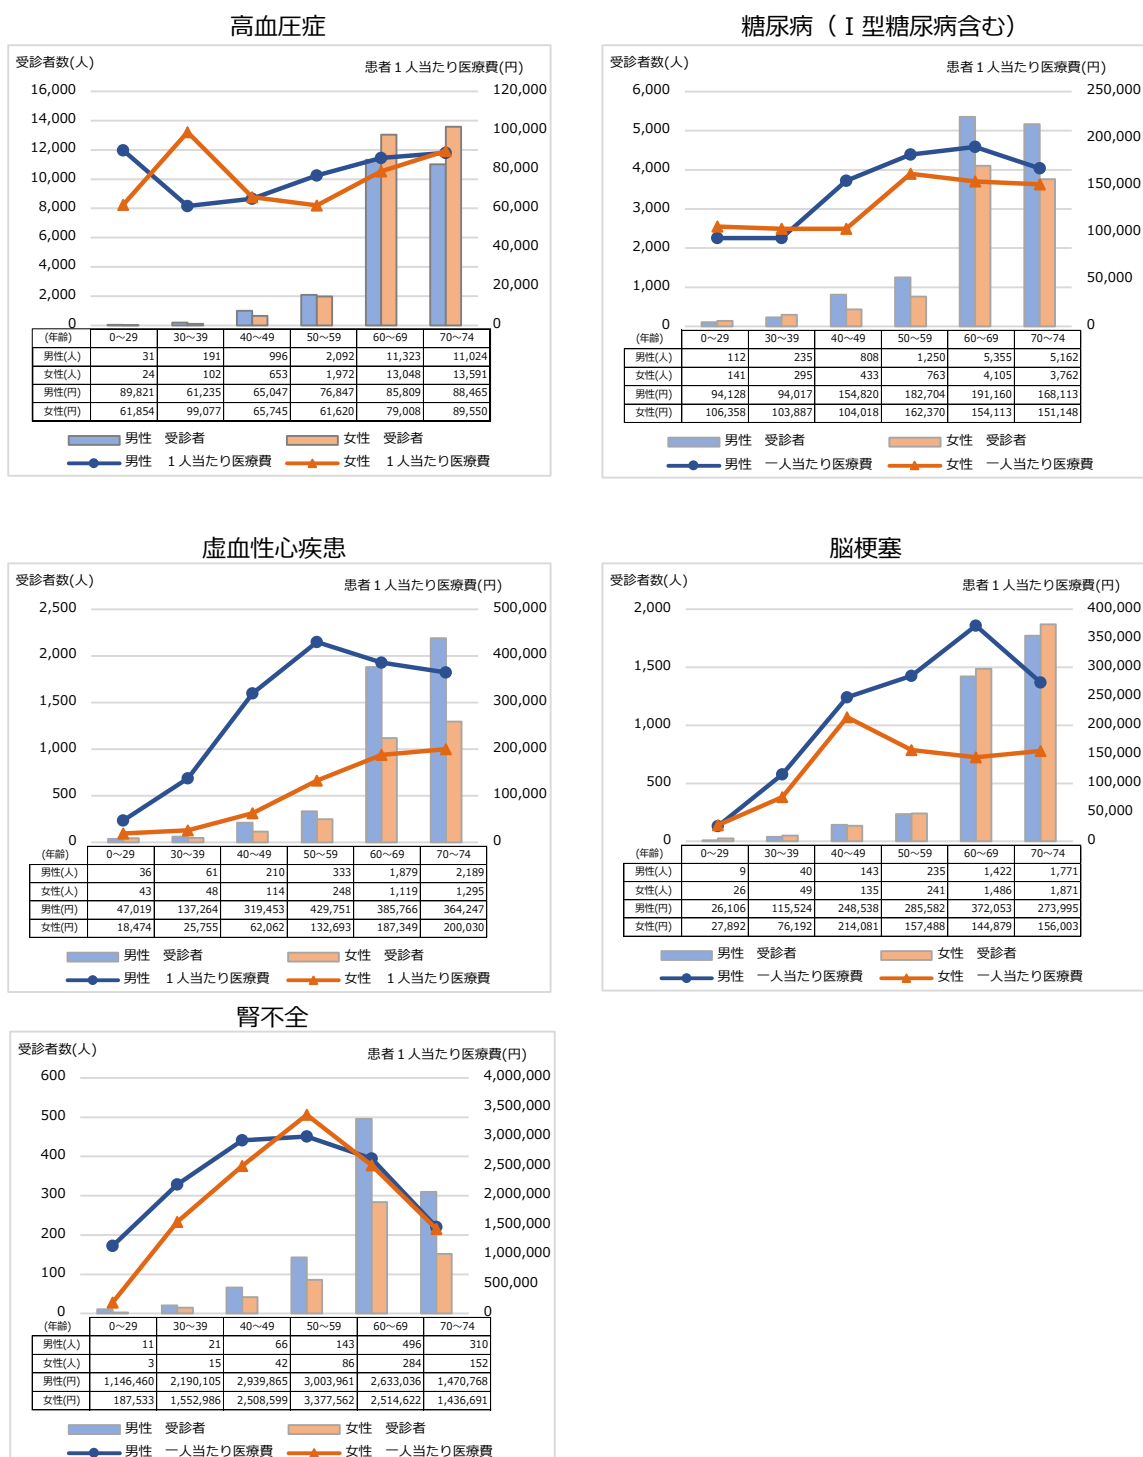 高血圧症
受診者数(人) 患者１人当たり医療費(円)
16,000 120,000
14,000
12,000 100,000
10,000 80,000
8,000 60,000
6,000
4,000 40,000
2,000 20,000
0 0
(年齢) 0～29 30～39 40～49 50～59 60～69 70～74
男性(人) 31 191 996 2,092 11,323 11,024
女性(人) 24 102 653 1,972 13,048 13,591
男性(円) 89,821 61,235 65,047 76,847 85,809 88,465
女性(円) 61,854 99,077 65,745 61,620 79,008 89,550
男性　受診者 女性　受診者
男性　１人当たり医療費 女性　１人当たり医療費
糖尿病（Ⅰ型糖尿病含む）
受診者数(人) 患者１人当たり医療費(円)
6,000 250,000
5,000 200,000
4,000 150,000
3,000
2,000 100,000
1,000 50,000
0 0
(年齢) 0～29 30～39 40～49 50～59 60～69 70～74
男性(人) 112 235 808 1,250 5,355 5,162
女性(人) 141 295 433 763 4,105 3,762
男性(円) 94,128 94,017 154,820 182,704 191,160 168,113
女性(円) 106,358 103,887 104,018 162,370 154,113 151,148
男性　受診者 女性　受診者
男性　一人当たり医療費 女性　一人当たり医療費
虚血性心疾患
受診者数(人) 患者１人当たり医療費(円)
2,500 500,000
2,000 400,000
1,500 300,000
1,000 200,000
500 100,000
0 0
(年齢) 0～29 30～39 40～49 50～59 60～69 70～74
男性(人) 36 61 210 333 1,879 2,189
女性(人) 43 48 114 248 1,119 1,295
男性(円) 47,019 137,264 319,453 429,751 385,766 364,247
女性(円) 18,474 25,755 62,062 132,693 187,349 200,030
男性　受診者 女性　受診者
男性　１人当たり医療費 女性　１人当たり医療費
脳梗塞
受診者数(人) 患者１人当たり医療費(円)
2,000 400,000
350,000
1,500 300,000
250,000
1,000 200,000
150,000
500 100,000
50,000
0 0
(年齢) 0～29 30～39 40～49 50～59 60～69 70～74
男性(人) 9 40 143 235 1,422 1,771
女性(人) 26 49 135 241 1,486 1,871
男性(円) 26,106 115,524 248,538 285,582 372,053 273,995
女性(円) 27,892 76,192 214,081 157,488 144,879 156,003
男性　受診者 女性　受診者
男性　一人当たり医療費 女性　一人当たり医療費
腎不全
受診者数(人) 患者１人当たり医療費(円)
600 4,000,000
500 3,500,000
400 3,000,000
2,500,000
300 2,000,000
200 1,500,000
1,000,000
100 500,000
0 0
(年齢) 0～29 30～39 40～49 50～59 60～69 70～74
男性(人) 11 21 66 143 496 310
女性(人) 3 15 42 86 284 152
男性(円) 1,146,460 2,190,105 2,939,865 3,003,961 2,633,036 1,470,768
女性(円) 187,533 1,552,986 2,508,599 3,377,562 2,514,622 1,436,691
男性　受診者 女性　受診者
男性　一人当たり医療費 女性　一人当たり医療費